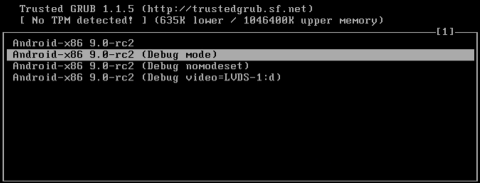 Trusted GRUB 1.1.5 (http://trustedgrub.sf.net)
[ No TPM detected! ] (635K lower / 1046400K upper memory)
[1]
Android-x86 9.0-rc2
Android-x86 9.0-rc2 (Debug mode)
Android-x86 9.0-rc2 (Debug nomodeset)
Android-x86 9.0-rc2 (Debug video=LVDS-1:d)